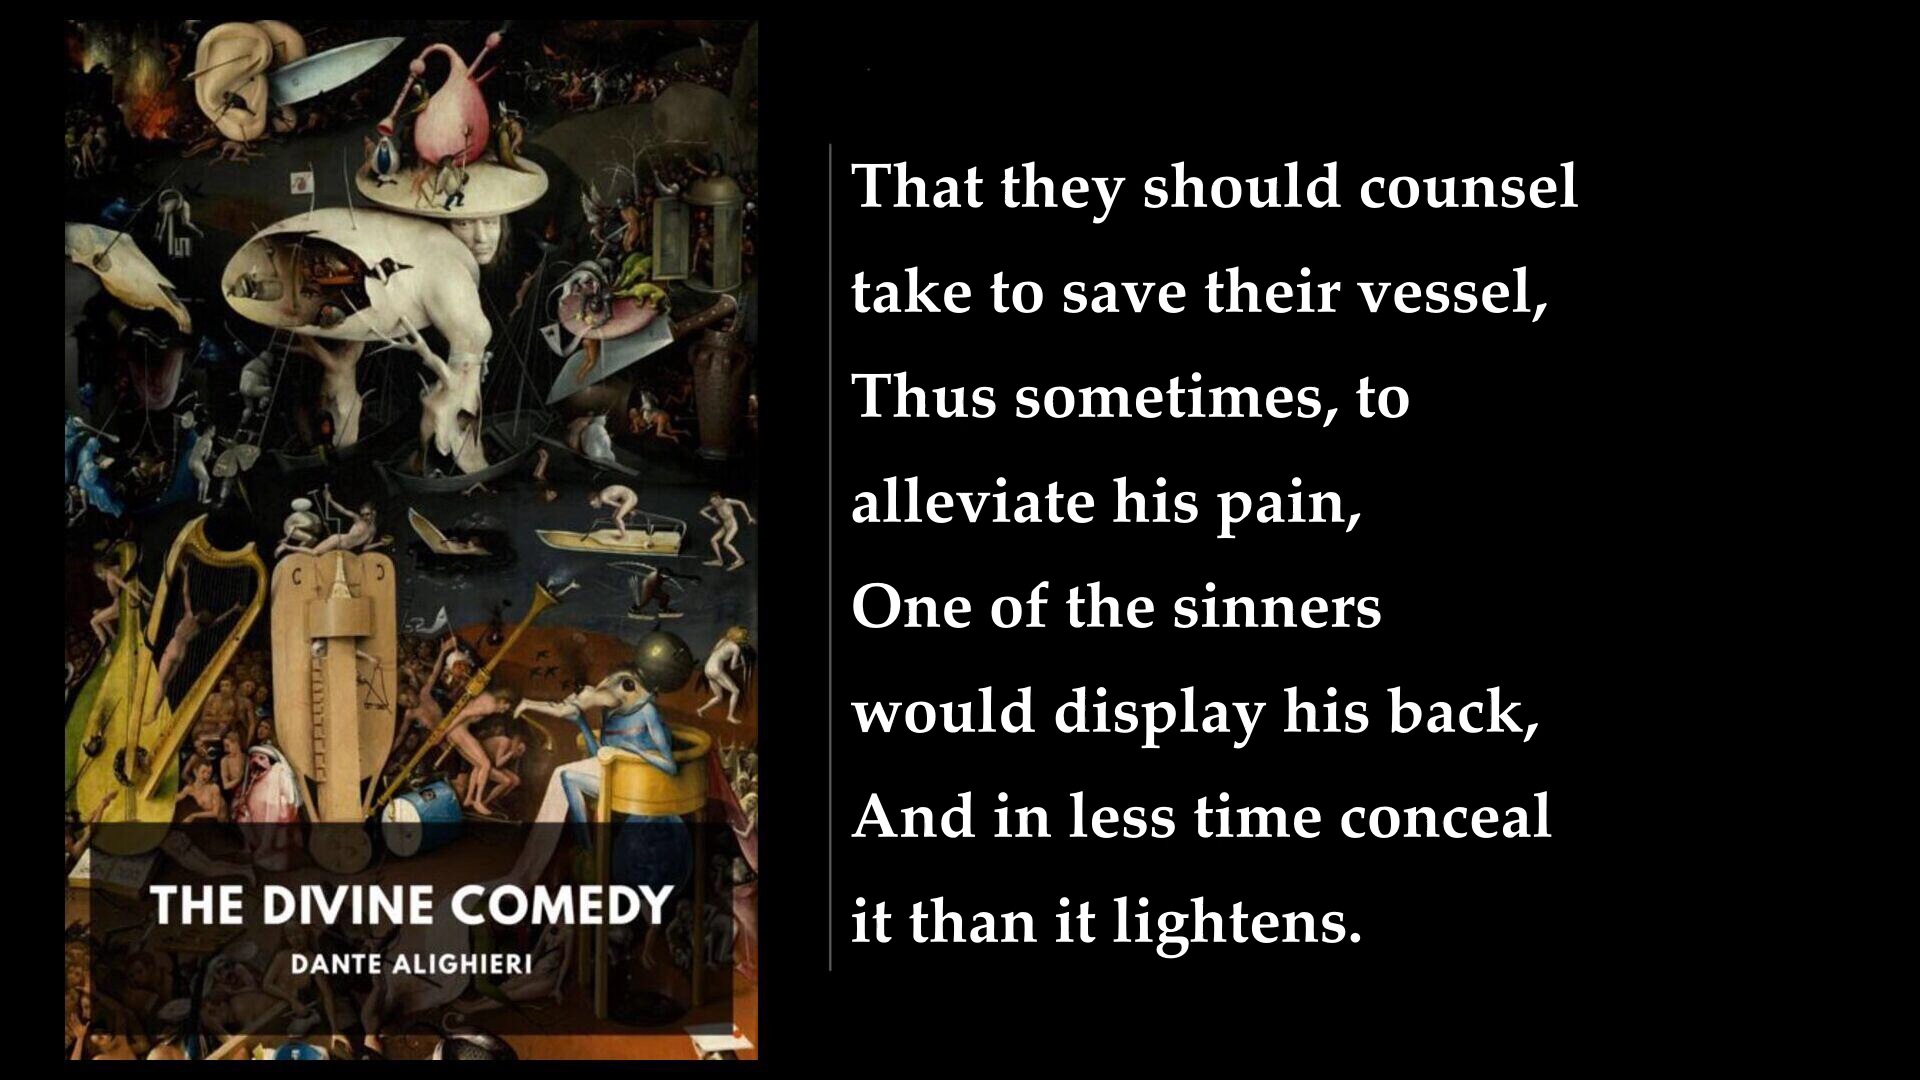 THE DIVINE COMEDY
DANTE ALIGHIERI
That they should counsel
take to save their vessel,
Thus sometimes, to
alleviate his pain,
One of the sinners
would display his back,
And in less time conceal
it than it lightens.